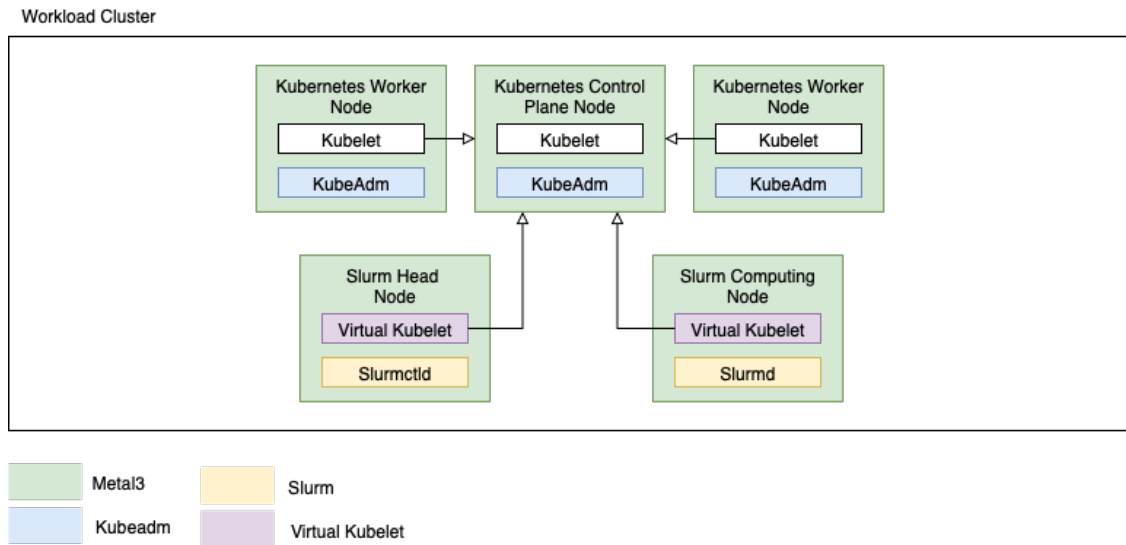 Workload Cluster
Kubernetes Worker
Node
Kubelet
KubeAdm
Kubernetes Control
Plane Node
Kubelet
KubeAdm
Kubernetes Worker
Node
Kubelet
KubeAdm
Slurm Head
Node
Virtual Kubelet
Slurmctld
Slurm Computing
Node
Virtual Kubelet
Slurmd
Metal3
Slurm
Kubeadm
Virtual Kubelet